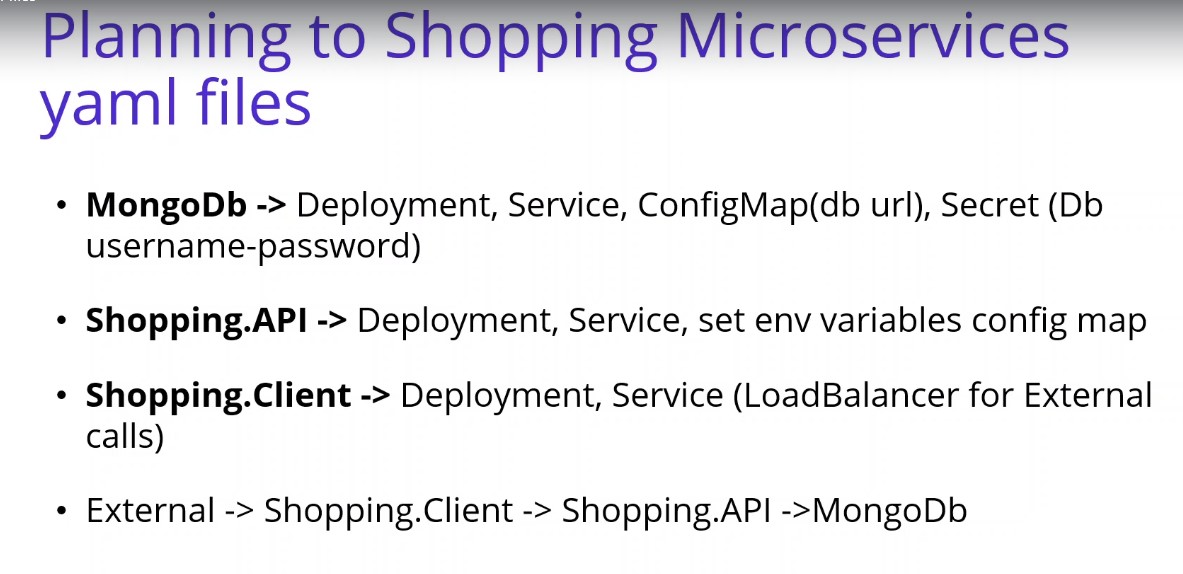 Planning to Shopping Microservices
yaml files
• MongoDb -> Deployment, Service, ConfigMap(db url), Secret (Db
username-password)
• Shopping.API -> Deployment, Service, set env variables config map
• Shopping.Client -> Deployment, Service (LoadBalancer for External
calls)
• External -> Shopping.Client -> Shopping.API ->MongoDb